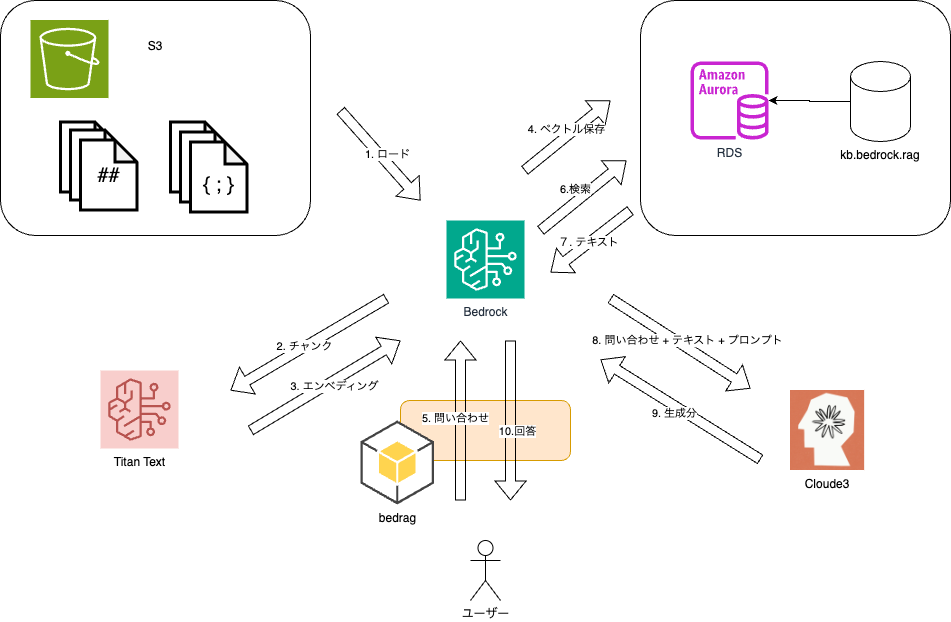 S3
##
{;}
1. ロード
4. ベクトル保存
6.検索
7. テキスト
Amazon
Aurora
RDS
kb.bedrock.rag
Bedrock
2. チャンク
3. エンベディング
8. 問い合わせ + テキスト + プロンプト
9. 生成分
Titan Text
5. 問い合わせ
10.回答
bedrag
Cloude3
ユーザー